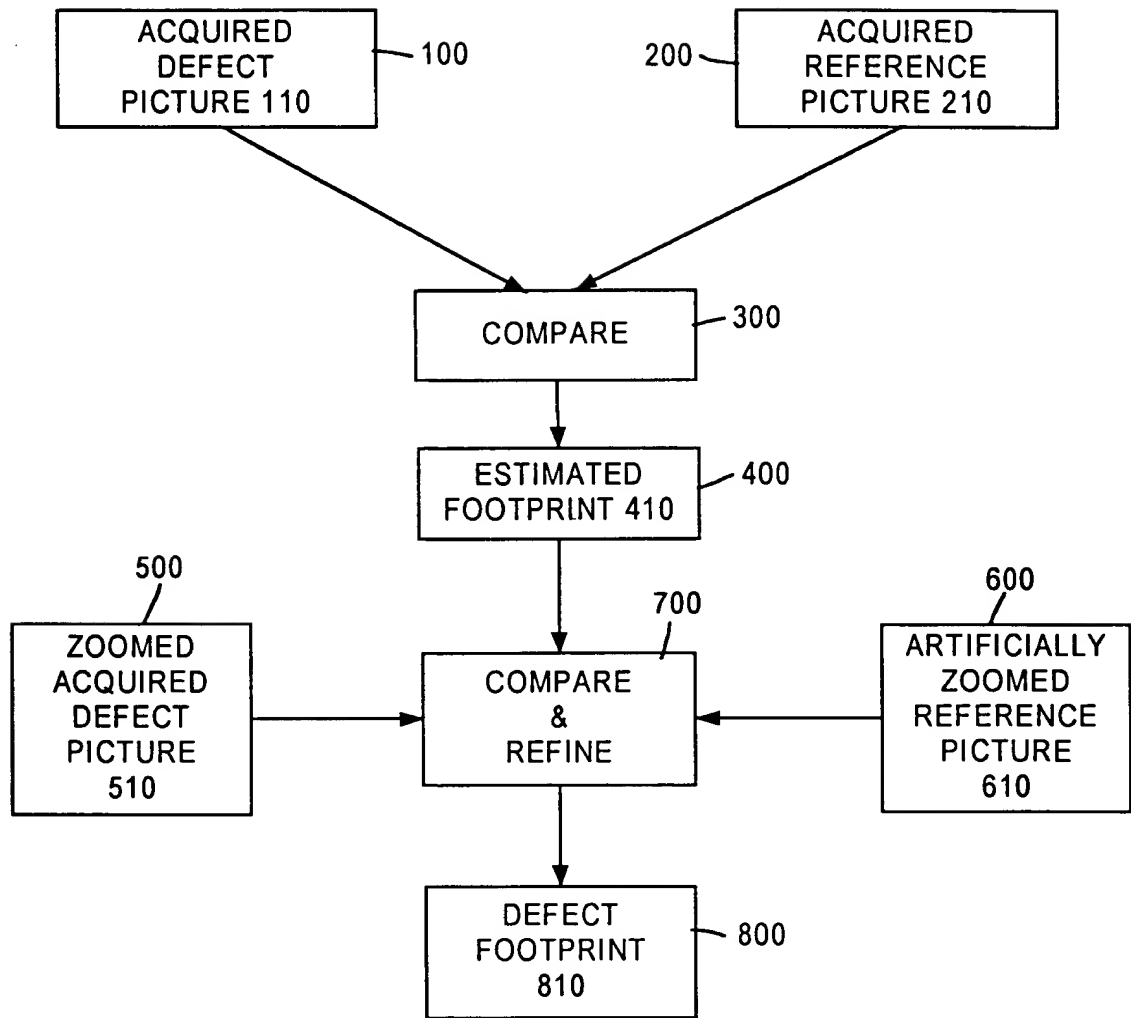 ACQUIRED
DEFECT
PICTURE 110
100
200
ACQUIRED
REFERENCE
PICTURE 210
COMPARE
300
ESTIMATED
FOOTPRINT 410
400
500
ZOOMED
ACQUIRED
DEFECT
PICTURE
510
700
COMPARE
&
REFINE
600
ARTIFICIALLY
ZOOMED
REFERENCE
PICTURE
610
DEFECT
FOOTPRINT
810
800